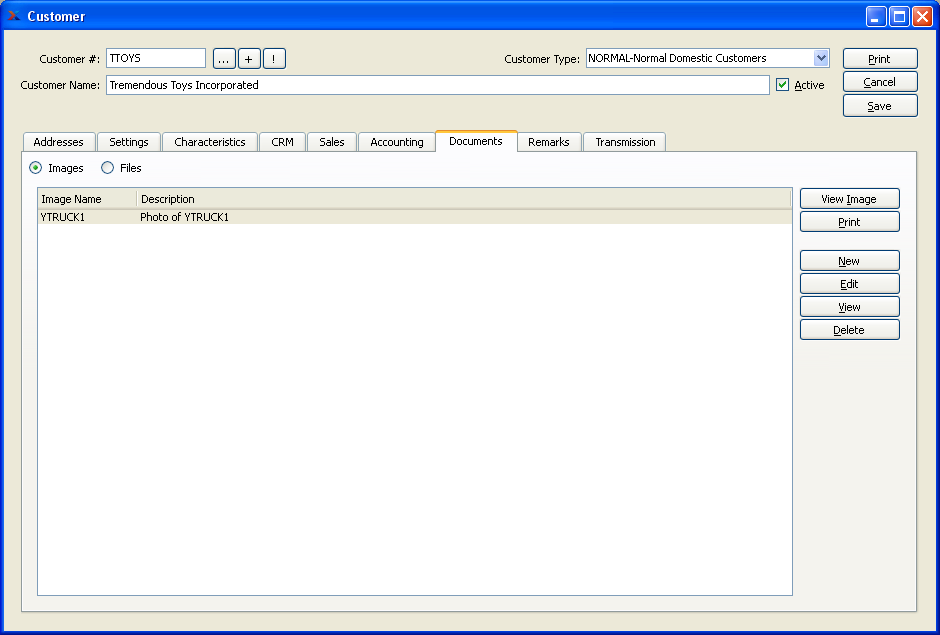 Customer
Customer #: TTOYS ... + ! Customer Type: NORMAL-Normal Domestic Customers Print
Customer Name: Tremendous Toys Incorporated Active Cancel
Save
Addresses Settings Characteristics CRM Sales Accounting Documents Remarks Transmission
Images Files
Image Name Description View Image
YTRUCK1 Photo of YTRUCK1 Print
New
Edit
View
Delete